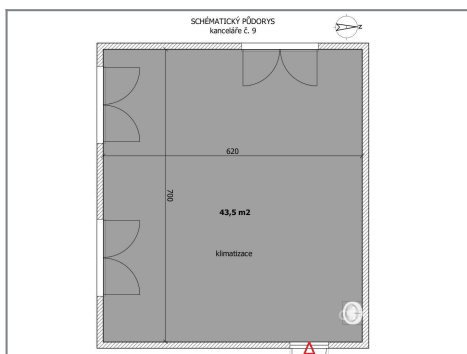 SCHÉMATICKÝ PŮDORYS
kanceláře č. 9
620
700
43,5 m2
klimatizace